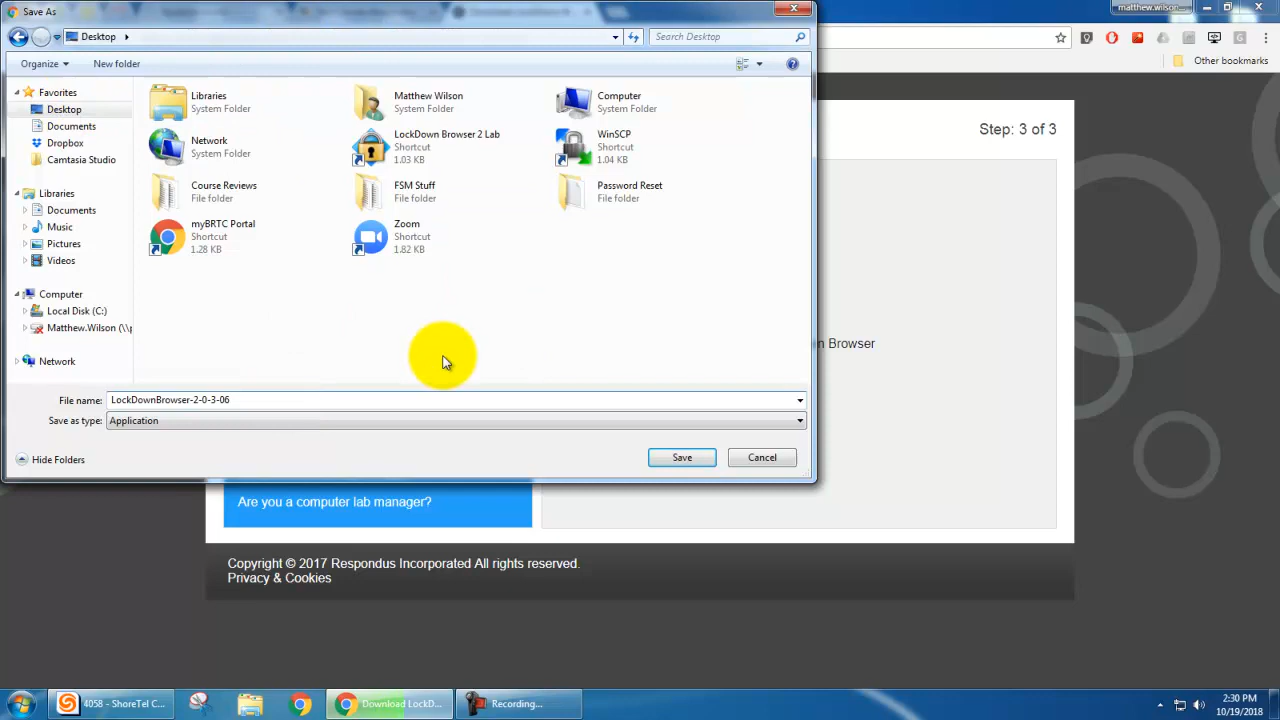 Save As
matthew.wilson...
Desktop
Search Desktop
Other bookmarks
Organize
New folder
Favorites
Desktop
Documents
Dropbox
Camtasia Studio
Libraries
Documents
Music
Pictures
Videos
Computer
Local Disk (C:)
Matthew.Wilson (\\p
Network
Libraries
System Folder
Matthew Wilson
System Folder
Computer
System Folder
Network
System Folder
LockDown Browser 2 Lab
Shortcut
1.03 KB
WinSCP
Shortcut
1.04 KB
Course Reviews
File folder
FSM Stuff
File folder
Password Reset
File folder
myBRTC Portal
Shortcut
1.28 KB
Zoom
Shortcut
1.82 KB
File name: LockDownBrowser-2-0-3-06
Save as type: Application
Hide Folders
Save
Cancel
Step: 3 of 3
n Browser
Are you a computer lab manager?
Copyright © 2017 Respondus Incorporated All rights reserved.
Privacy & Cookies
4058 - ShoreTel C...
Download LockD...
Recording...
2:30 PM
10/19/2018